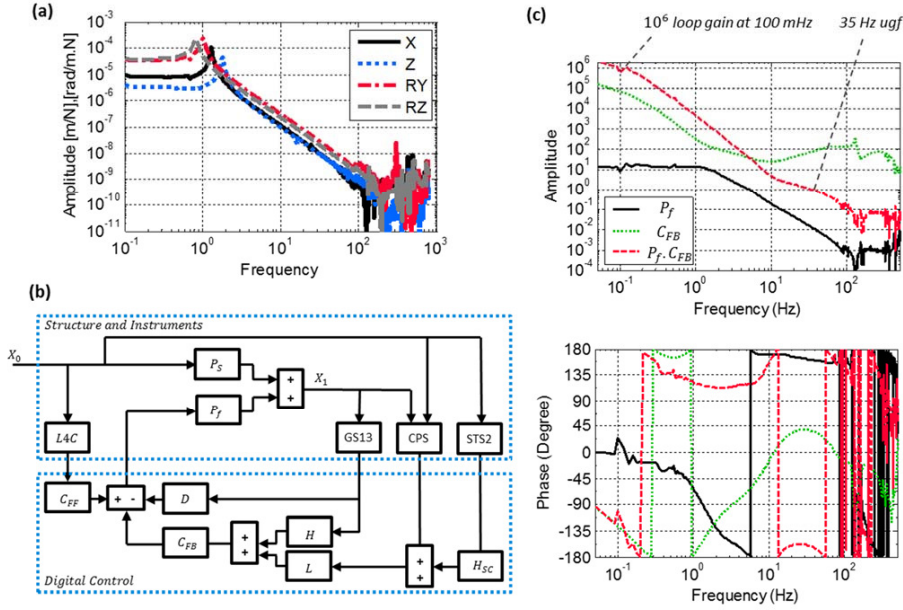 (a)
10^-3
10^-4
10^-5
10^-6
10^-7
10^-8
10^-9
10^-10
10^-11
Amplitude [m/N],[rad/m.N]
X
Z
RY
RZ
10^-1
10^0
10^1
10^2
10^3
Frequency
(b)
Structure and Instruments
X_0
P_s
+
+
X_1
P_f
L4C
GS13
CPS
STS2
C_FF
+ -
D
C_FB
+
+
H
L
+
+
H_SC
Digital Control
(c)
10^6 loop gain at 100 mHz
35 Hz ugf
10^6
10^5
10^4
10^3
10^2
10^1
10^0
10^-1
10^-2
10^-3
10^-4
Amplitude
P_f
C_FB
P_f . C_FB
10^-1
10^0
10^1
10^2
Frequency (Hz)
180
135
90
45
0
-45
-90
-135
-180
Phase (Degree)
10^-1
10^0
10^1
10^2
Frequency (Hz)